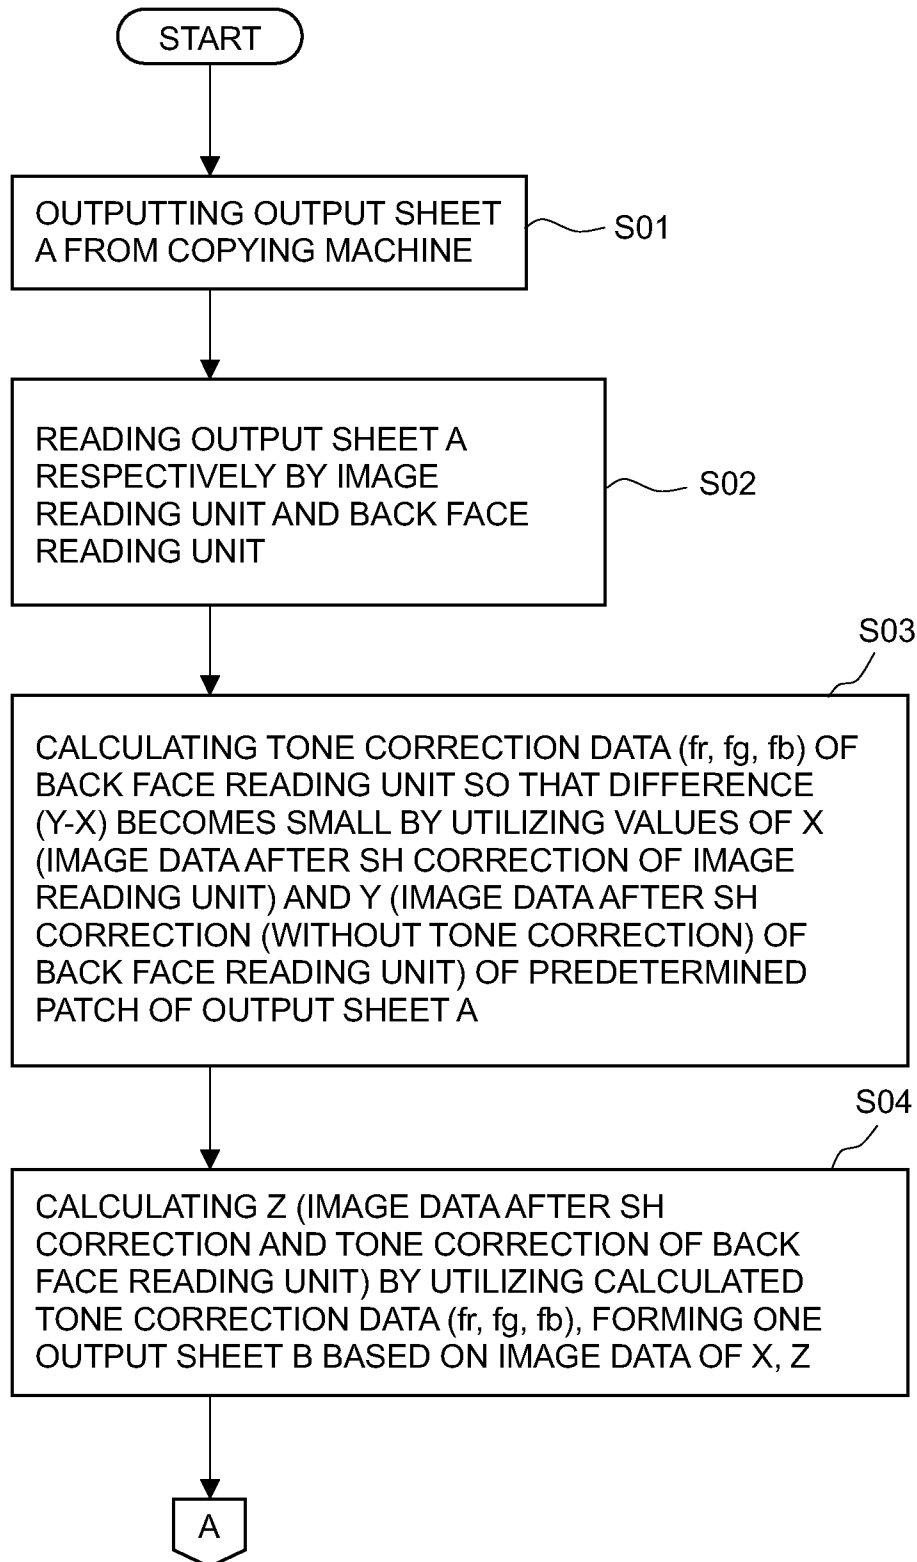 START
OUTPUTTING OUTPUT SHEET
A FROM COPYING MACHINE
S01
READING OUTPUT SHEET A
RESPECTIVELY BY IMAGE
READING UNIT AND BACK FACE
READING UNIT
S02
S03
CALCULATING TONE CORRECTION DATA (fr, fg, fb) OF
BACK FACE READING UNIT SO THAT DIFFERENCE
(Y-X) BECOMES SMALL BY UTILIZING VALUES OF X
(IMAGE DATA AFTER SH CORRECTION OF IMAGE
READING UNIT) AND Y (IMAGE DATA AFTER SH
CORRECTION (WITHOUT TONE CORRECTION) OF
BACK FACE READING UNIT) OF PREDETERMINED
PATCH OF OUTPUT SHEET A
S04
CALCULATING Z (IMAGE DATA AFTER SH
CORRECTION AND TONE CORRECTION OF BACK
FACE READING UNIT) BY UTILIZING CALCULATED
TONE CORRECTION DATA (fr, fg, fb), FORMING ONE
OUTPUT SHEET B BASED ON IMAGE DATA OF X, Z
A